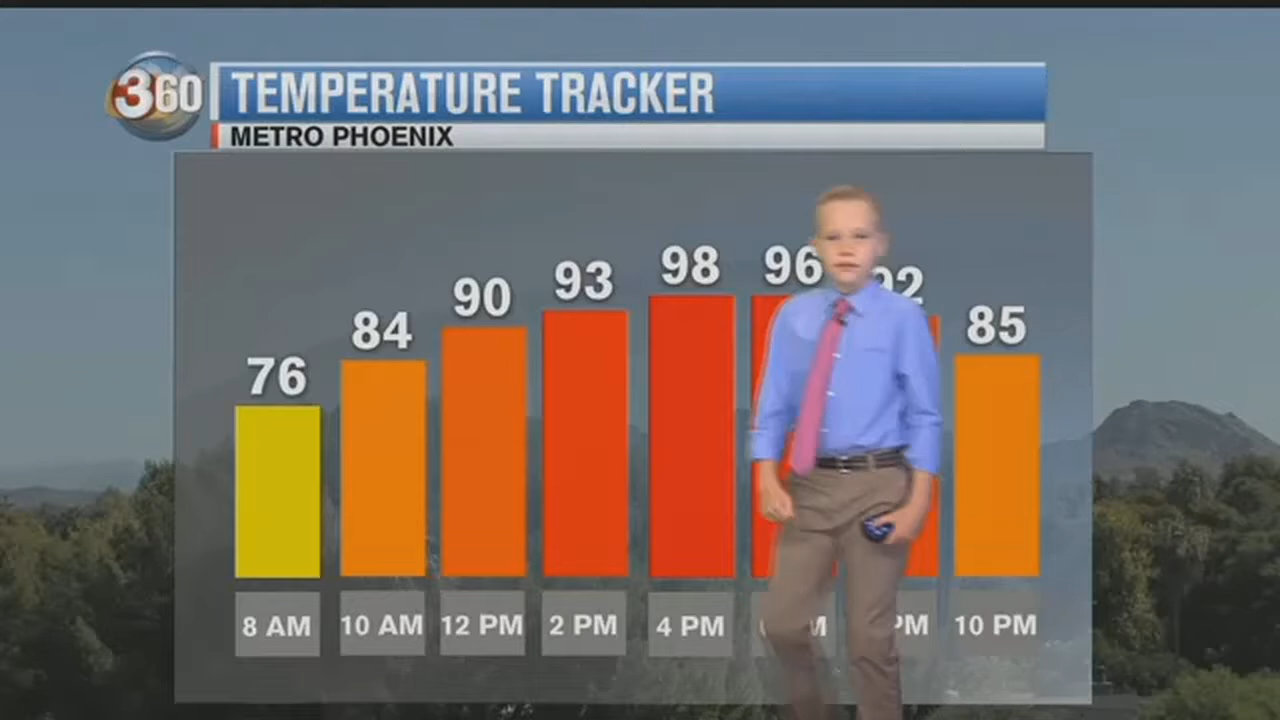 360
TEMPERATURE TRACKER
METRO PHOENIX
76 84 90 93 98 96 92 85
8 AM 10 AM 12 PM 2 PM 4 PM PM 10 PM